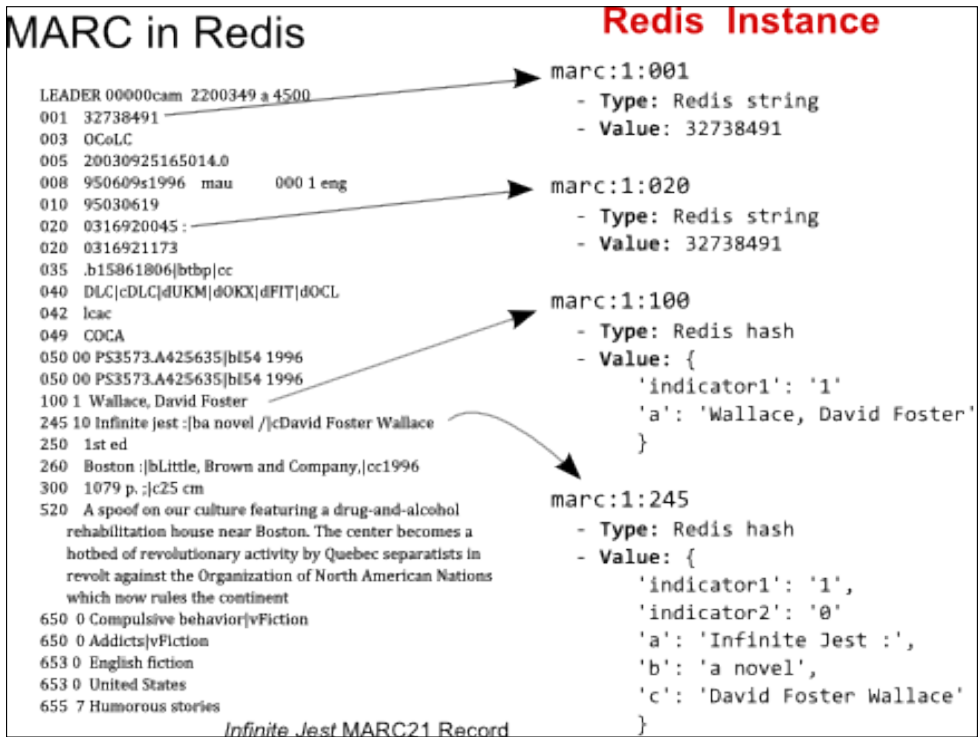 MARC in Redis
LEADER 00000cam 2200349 a 4500
001 32738491
003 OCoLC
005 20030925165014.0
008 950609s1996 mau 000 1 eng
010 95030619
020 0316920045 :
020 0316921173
035 .b15861806|btbp|cc
040 DLC|cDLC|dUKM|dOKX|dFIT|dOCL
042 lcac
049 COCA
050 00 PS3573.A425635|bI54 1996
050 00 PS3573.A425635|bI54 1996
100 1 Wallace, David Foster
245 10 Infinite jest :|ba novel /|cDavid Foster Wallace
250 1st ed
260 Boston :|bLittle, Brown and Company,|cc1996
300 1079 p. ;|c25 cm
520 A spoof on our culture featuring a drug-and-alcohol
rehabilitation house near Boston. The center becomes a
hotbed of revolutionary activity by Quebec separatists in
revolt against the Organization of North American Nations
which now rules the continent
650 0 Compulsive behavior|vFiction
650 0 Addicts|vFiction
653 0 English fiction
653 0 United States
655 7 Humorous stories
Infinite Jest MARC21 Record
Redis Instance
marc:1:001
- Type: Redis string
- Value: 32738491
marc:1:020
- Type: Redis string
- Value: 32738491
marc:1:100
- Type: Redis hash
- Value: {
'indicator1': '1'
'a': 'Wallace, David Foster'
}
marc:1:245
- Type: Redis hash
- Value: {
'indicator1': '1',
'indicator2': '0'
'a': 'Infinite Jest :',
'b': 'a novel',
'c': 'David Foster Wallace'
}